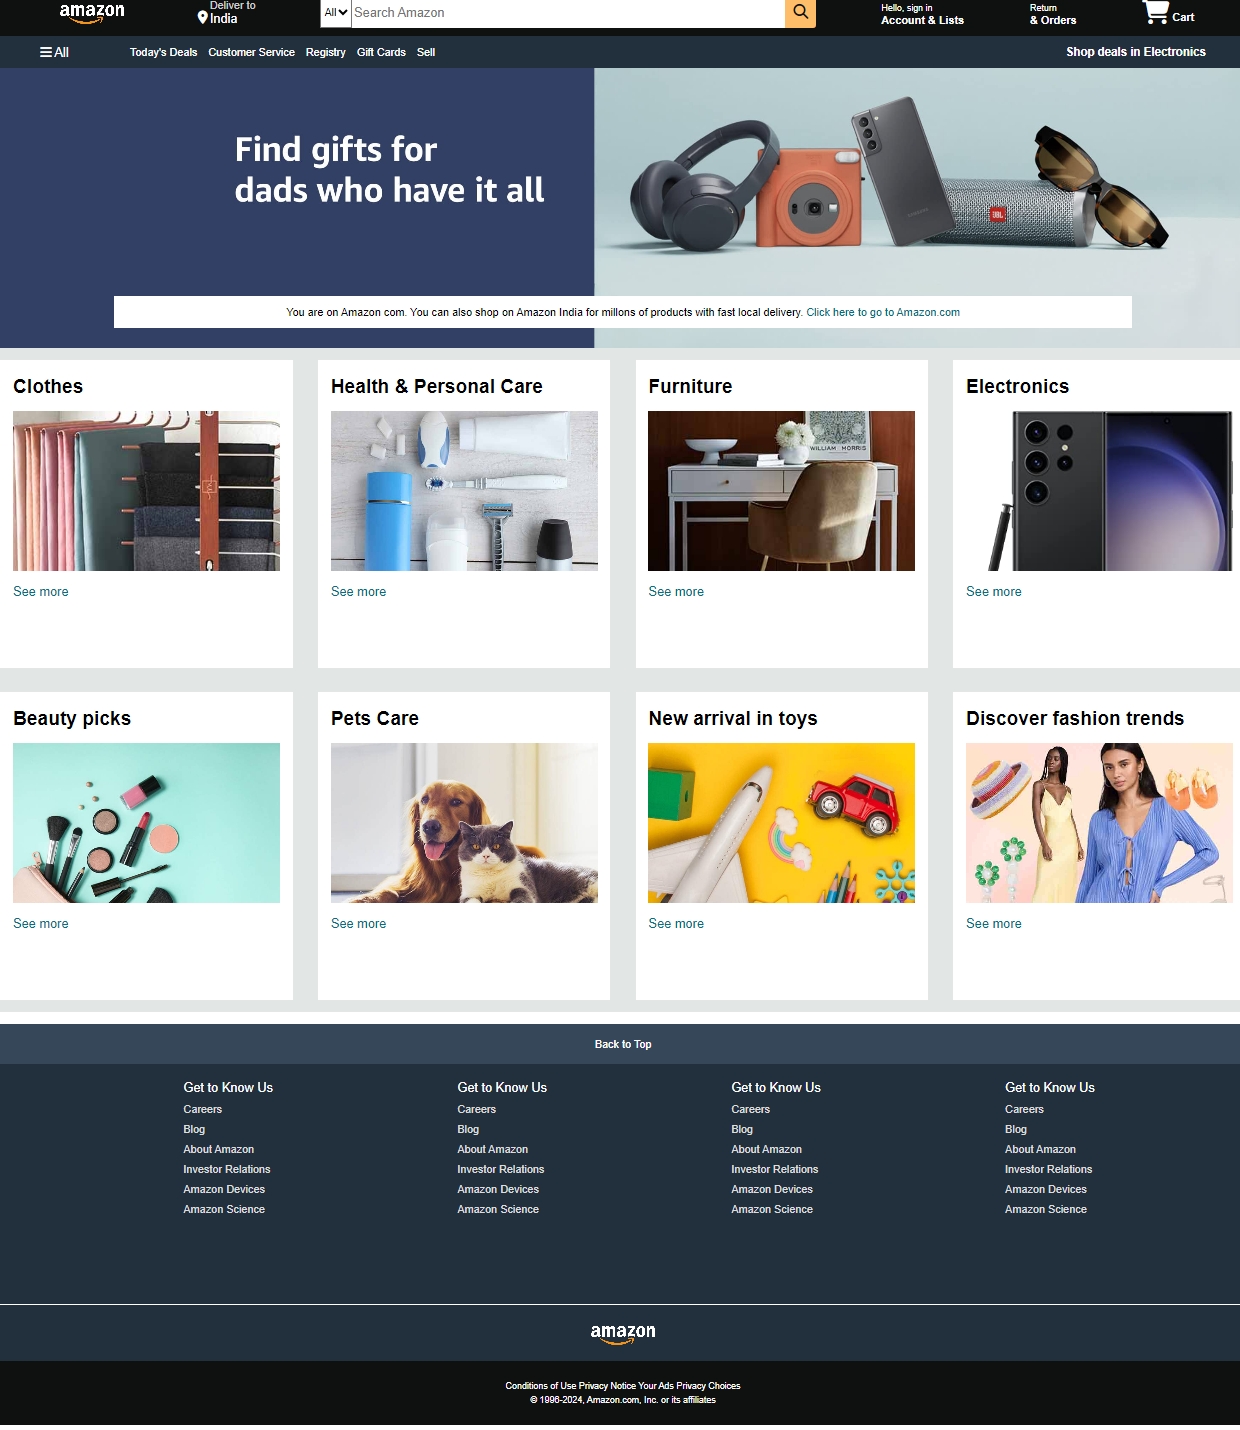 amazon
Deliver to
India
All
Search Amazon
Hello, sign in
Account & Lists
Return
& Orders
Cart
All
Today's Deals Customer Service Registry Gift Cards Sell
Shop deals in Electronics
Find gifts for
dads who have it all
SAMSUNG
JBL
You are on Amazon com. You can also shop on Amazon India for millons of products with fast local delivery. Click here to go to Amazon.com
Clothes
Health & Personal Care
Furniture
Electronics
WILLIAM MORRIS
See more
See more
See more
See more
Beauty picks
Pets Care
New arrival in toys
Discover fashion trends
See more
See more
See more
See more
Back to Top
Get to Know Us
Careers
Blog
About Amazon
Investor Relations
Amazon Devices
Amazon Science
Get to Know Us
Careers
Blog
About Amazon
Investor Relations
Amazon Devices
Amazon Science
Get to Know Us
Careers
Blog
About Amazon
Investor Relations
Amazon Devices
Amazon Science
Get to Know Us
Careers
Blog
About Amazon
Investor Relations
Amazon Devices
Amazon Science
amazon
Conditions of Use Privacy Notice Your Ads Privacy Choices
© 1996-2024, Amazon.com, Inc. or its affiliates